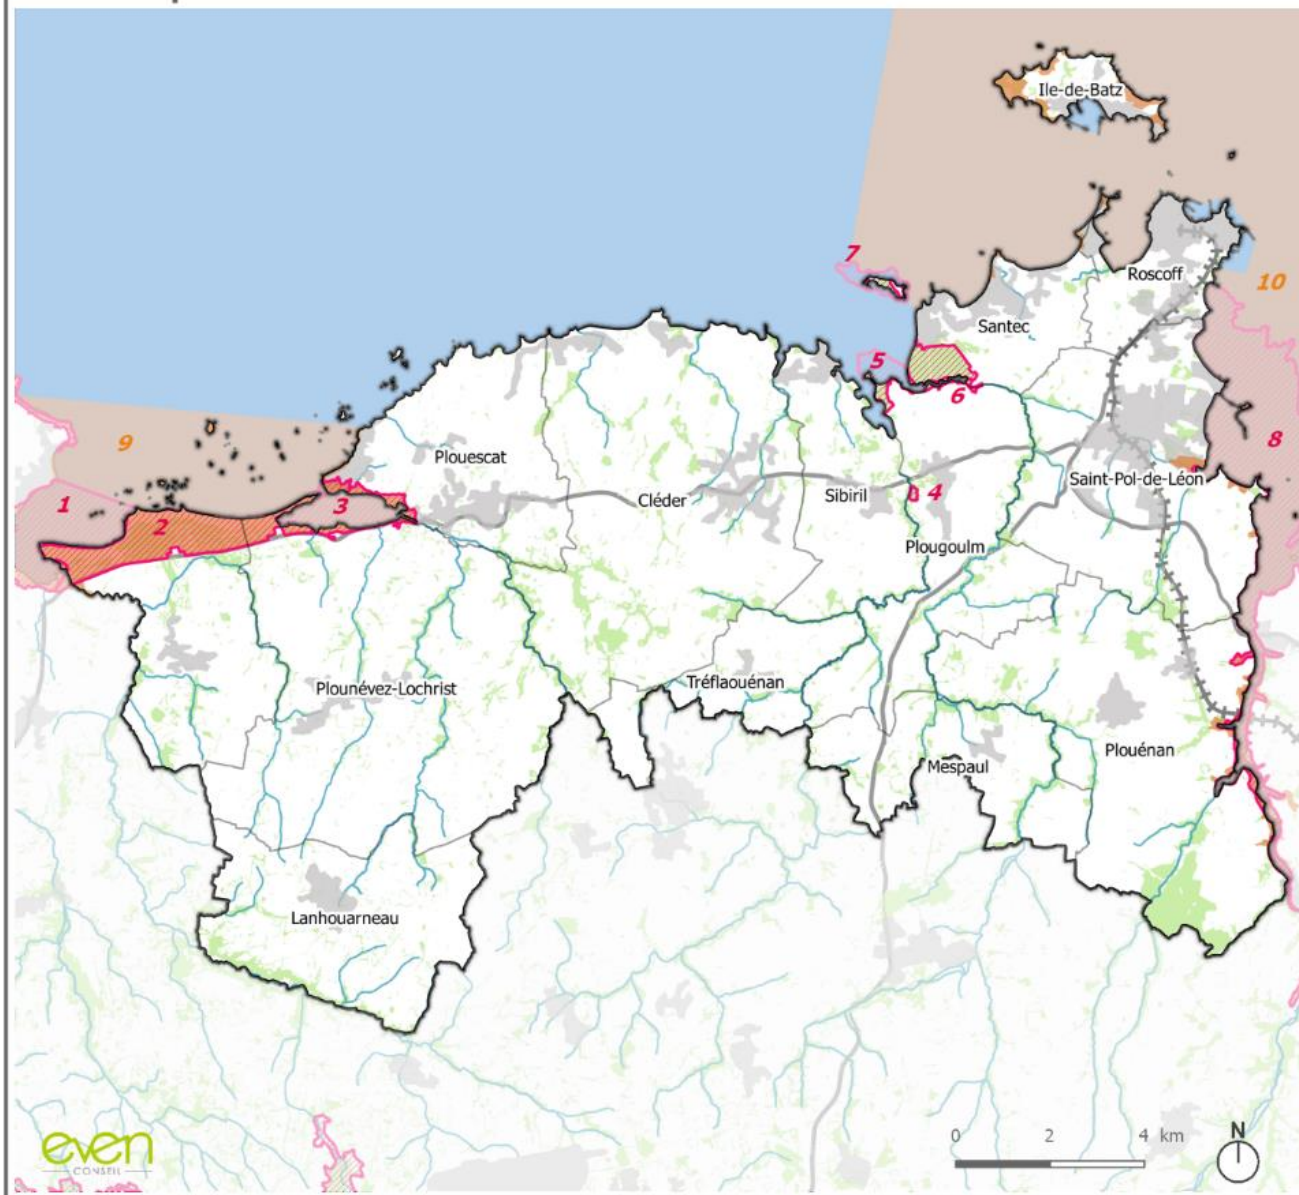 Ile-de-Batz
7
Roscoff
10
Santec
5
6
9
8
Plouescat
Saint-Pol-de-Léon
1
3
Cléder
Sibiril
4
2
Plougoulm
Tréflaouénan
Plounévez-Lochrist
Plouénan
Mespaul
Lanhouarneau
0 2 4 km
N
even
CONSEIL